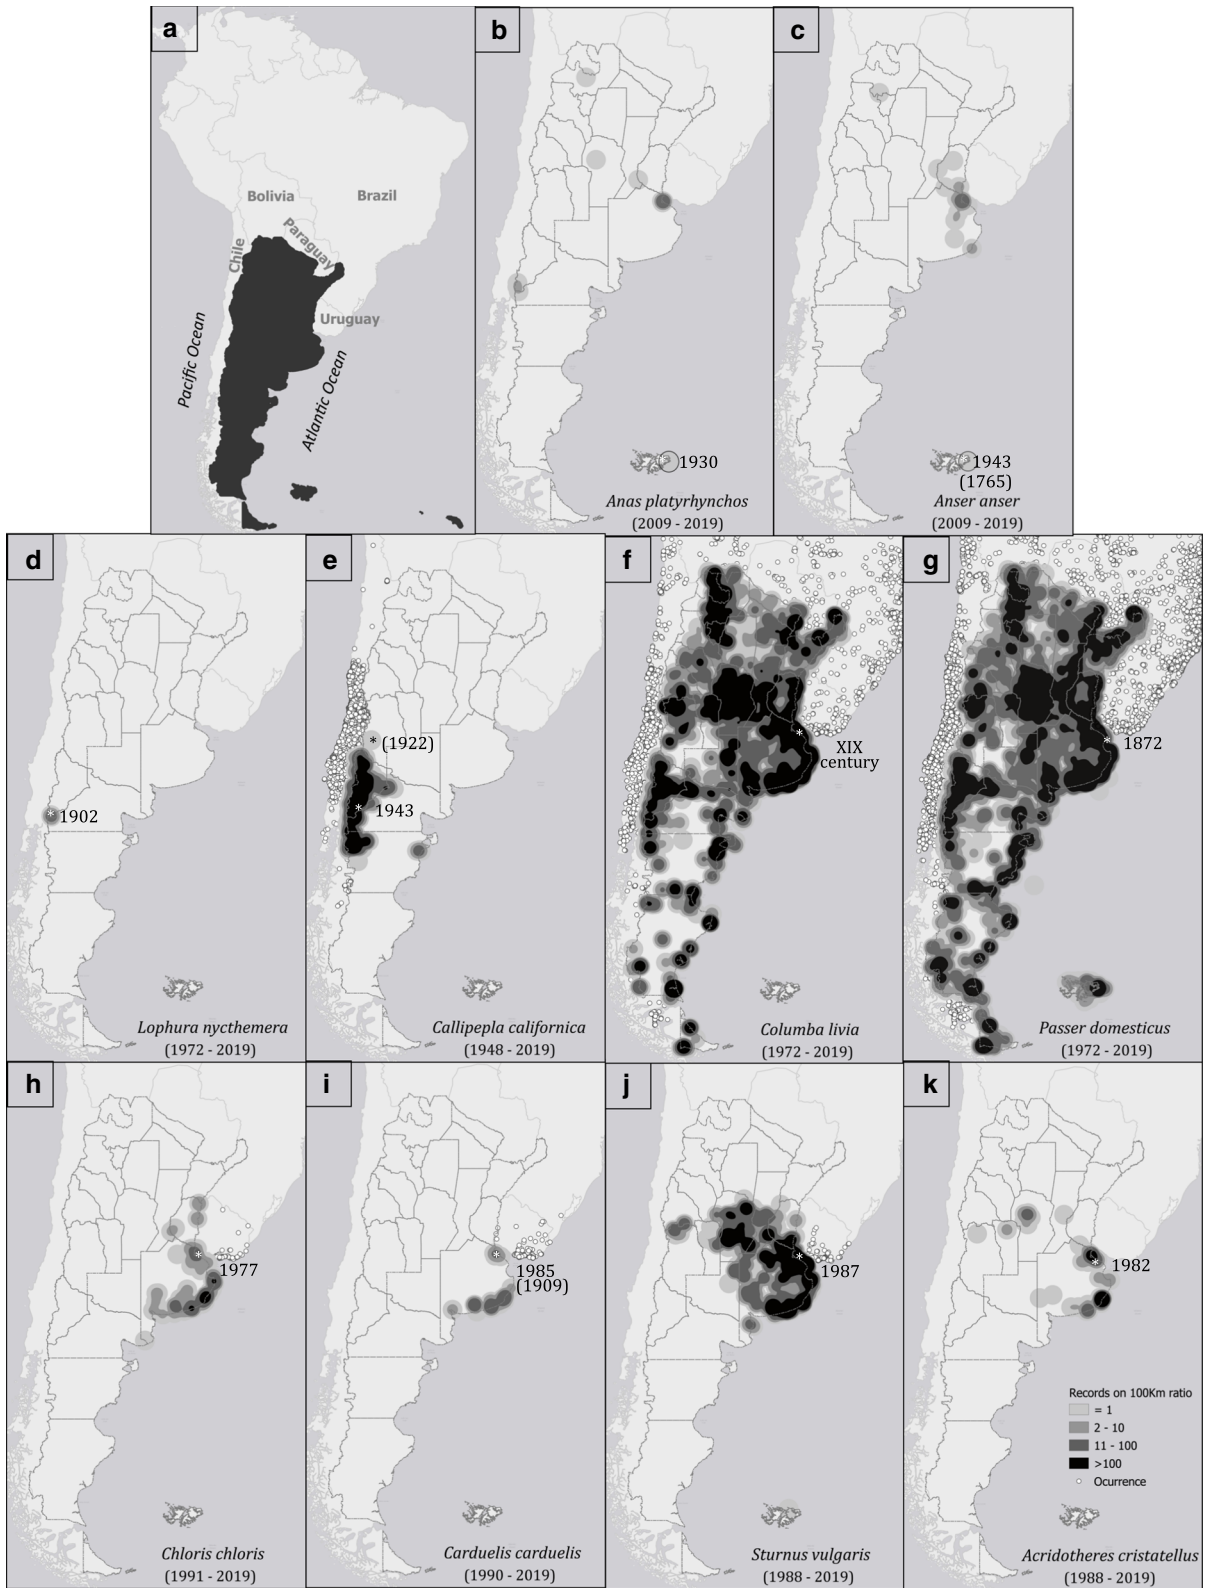 a
b
c
Bolivia
Brazil
Paraguay
Chile
Uruguay
Pacific Ocean
Atlantic Ocean
1930
Anas platyrhynchos
(2009 - 2019)
1943
(1765)
Anser anser
(2009 - 2019)
d
e
f
g
1902
Lophura nycthemera
(1972 - 2019)
* (1922)
* 1943
Callipepla californica
(1948 - 2019)
XIX
century
Columba livia
(1972 - 2019)
1872
Passer domesticus
(1972 - 2019)
h
i
j
k
1977
Chloris chloris
(1991 - 2019)
1985
(1909)
Carduelis carduelis
(1990 - 2019)
1987
Sturnus vulgaris
(1988 - 2019)
1982
Records on 100Km ratio
= 1
2 - 10
11 - 100
>100
Ocurrence
Acridotheres cristatellus
(1988 - 2019)